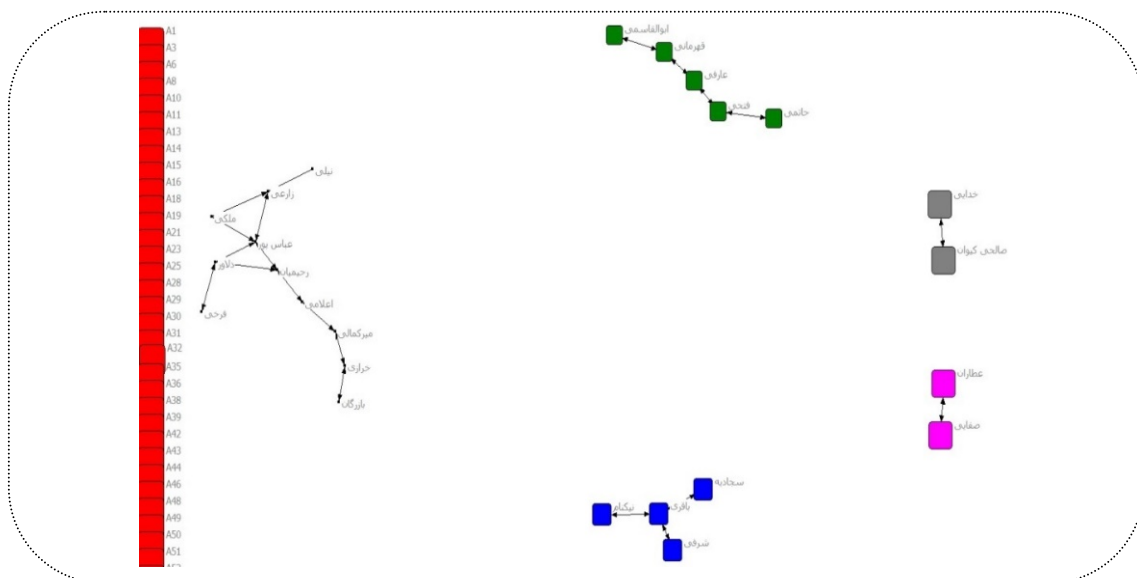 A1
A3
A6
A8
A10
A11
A13
A14
A15
A16
A18
A19
A21
A23
A25
A28
A29
A30
A31
A32
A35
A36
A38
A39
A42
A43
A44
A46
A48
A49
A50
A51
نیلی
زارعی
ملکی
عباس پور
دلاور
رحیمیان
فرخی
اعلامی
میرکمالی
خرازی
بازرگان
ابوالقاسمی
قهرمانی
عارفی
فتحی
حاتمی
خدایی
صالحی کیوان
عطاران
صفایی
سجادیه
باقری
نیکنام
شرفی